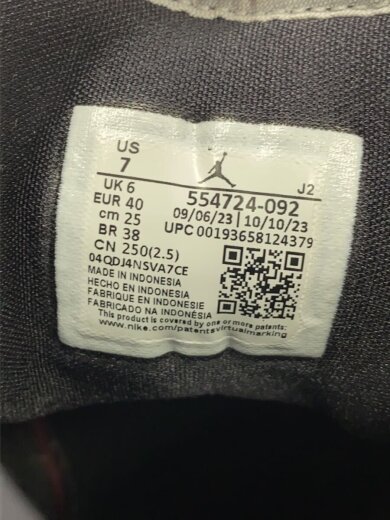 US
7
J2
UK 6
EUR 40
cm 25
BR 38
CN 250(2.5)
554724-092
09/06/23 | 10/10/23
UPC 00193658124379
04QDJ4NSVA7CE
MADE IN INDONESIA
HECHO EN INDONESIA
FABRIQUE EN INDONESIE
FABRICADO NA INDONÉSIA
This product is covered by one or more patents:
www.nike.com/patentsvirtualmarking